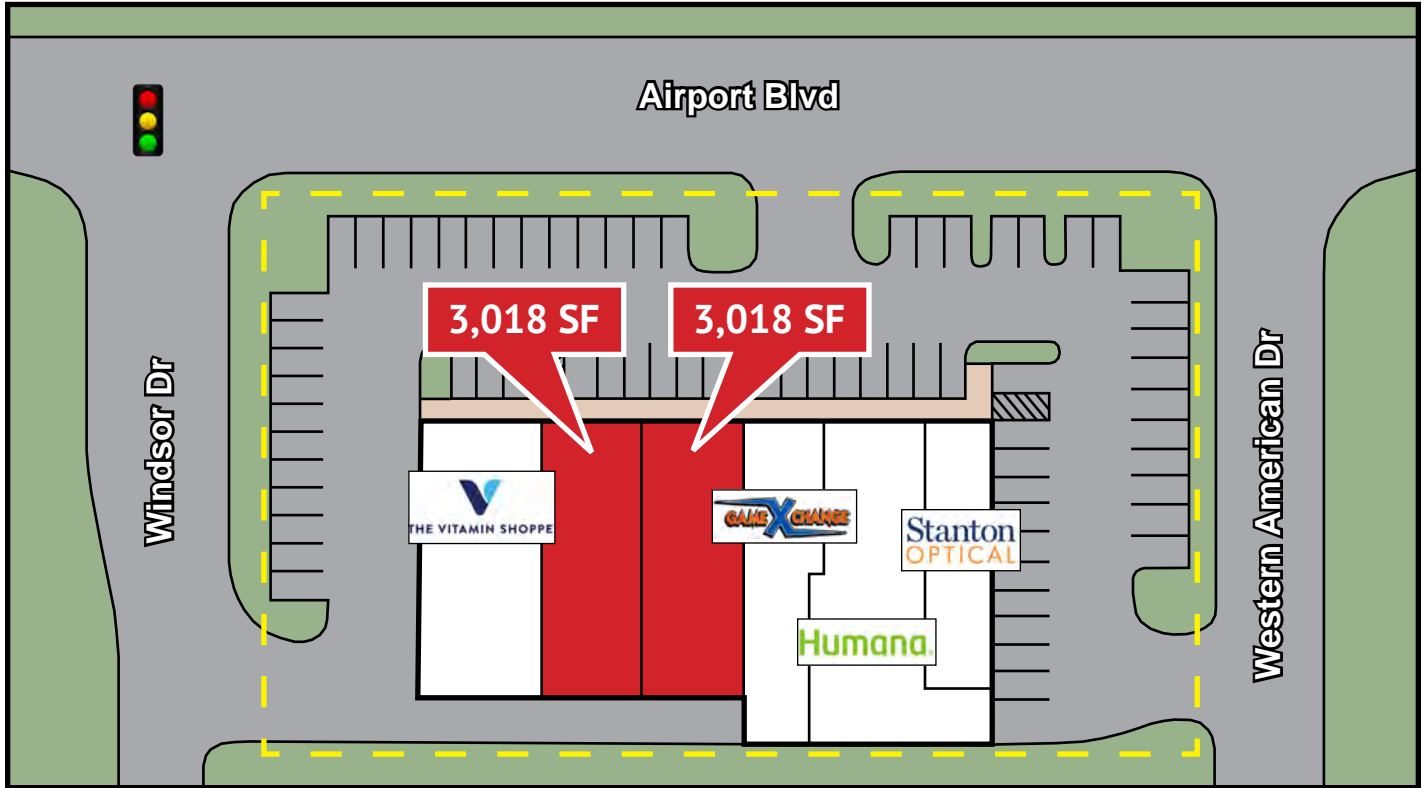 Airport Blvd
3,018 SF
3,018 SF
Windsor Dr
Western American Dr
V
THE VITAMIN SHOPPE
GAME X CHANGE
Stanton
OPTICAL
Humana.